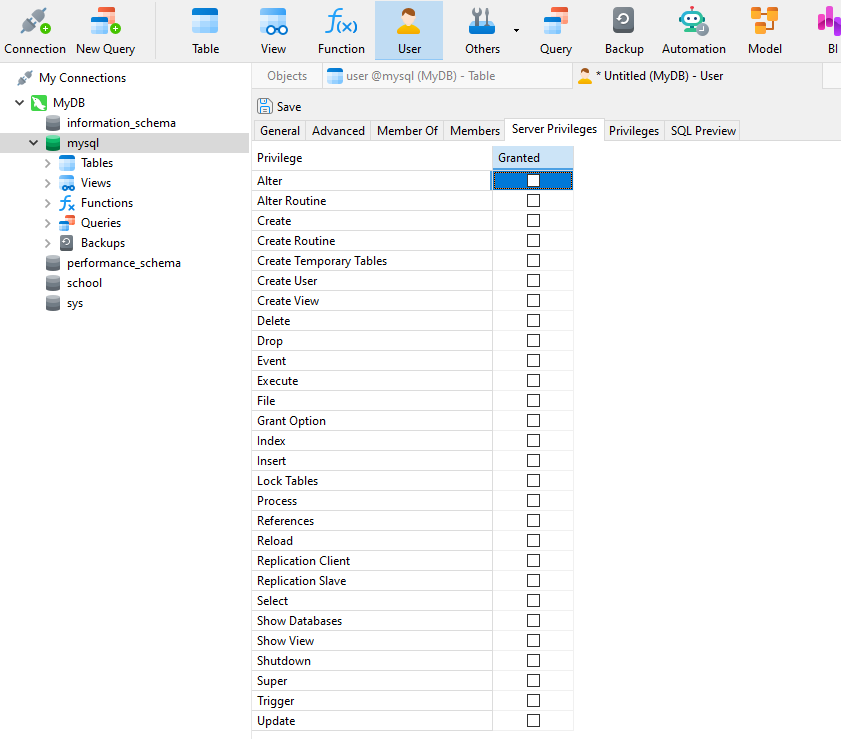 Connection New Query Table View Function User Others Query Backup Automation Model BI
My Connections
MyDB
information_schema
mysql
Tables
Views
Functions
Queries
Backups
performance_schema
school
sys
Objects user @mysql (MyDB) - Table * Untitled (MyDB) - User
Save
General Advanced Member Of Members Server Privileges Privileges SQL Preview
Privilege Granted
Alter
Alter Routine
Create
Create Routine
Create Temporary Tables
Create User
Create View
Delete
Drop
Event
Execute
File
Grant Option
Index
Insert
Lock Tables
Process
References
Reload
Replication Client
Replication Slave
Select
Show Databases
Show View
Shutdown
Super
Trigger
Update